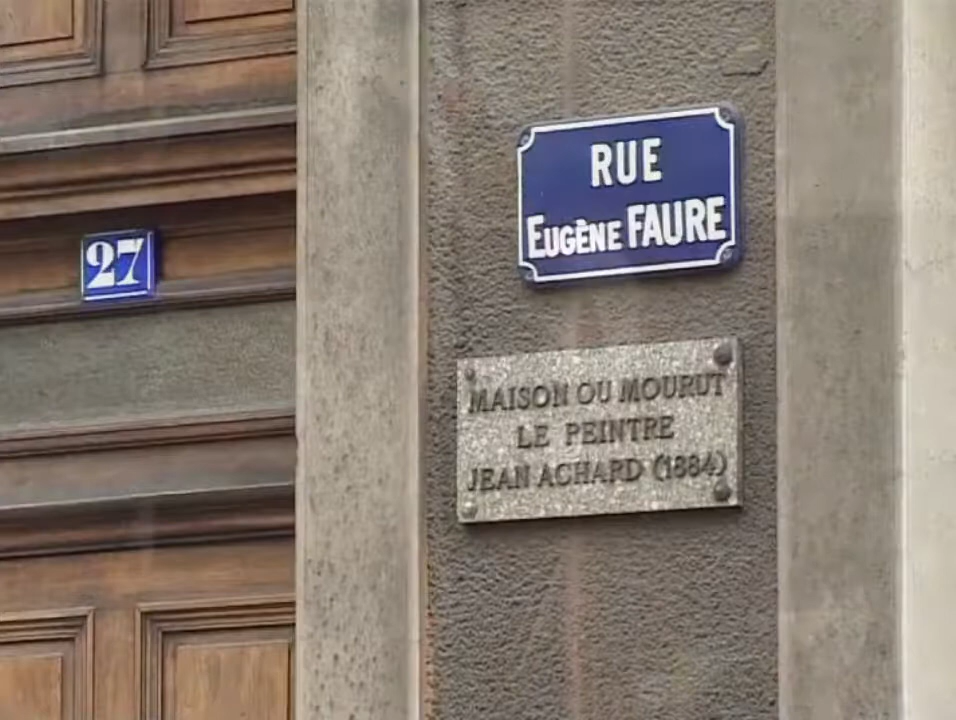 27
RUE
EUGÈNE FAURE
MAISON OU MOURUT
LE PEINTRE
JEAN ACHARD (1884)